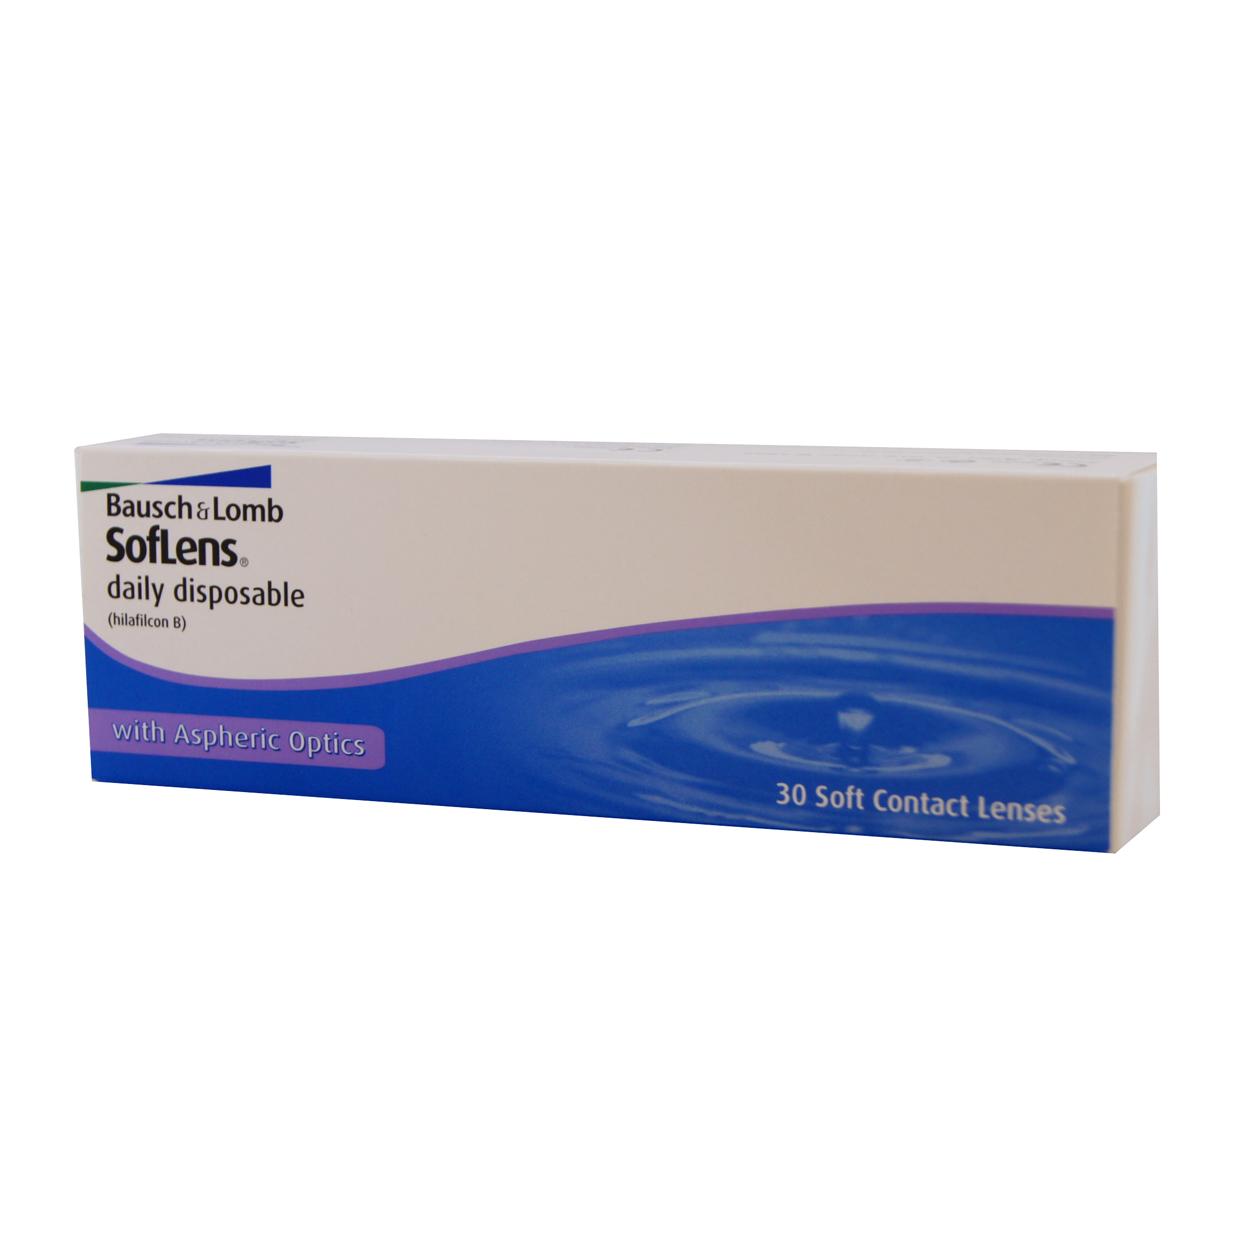 Bausch & Lomb
SofLens®
daily disposable
(hilafilcon B)
with Aspheric Optics
30 Soft Contact Lenses